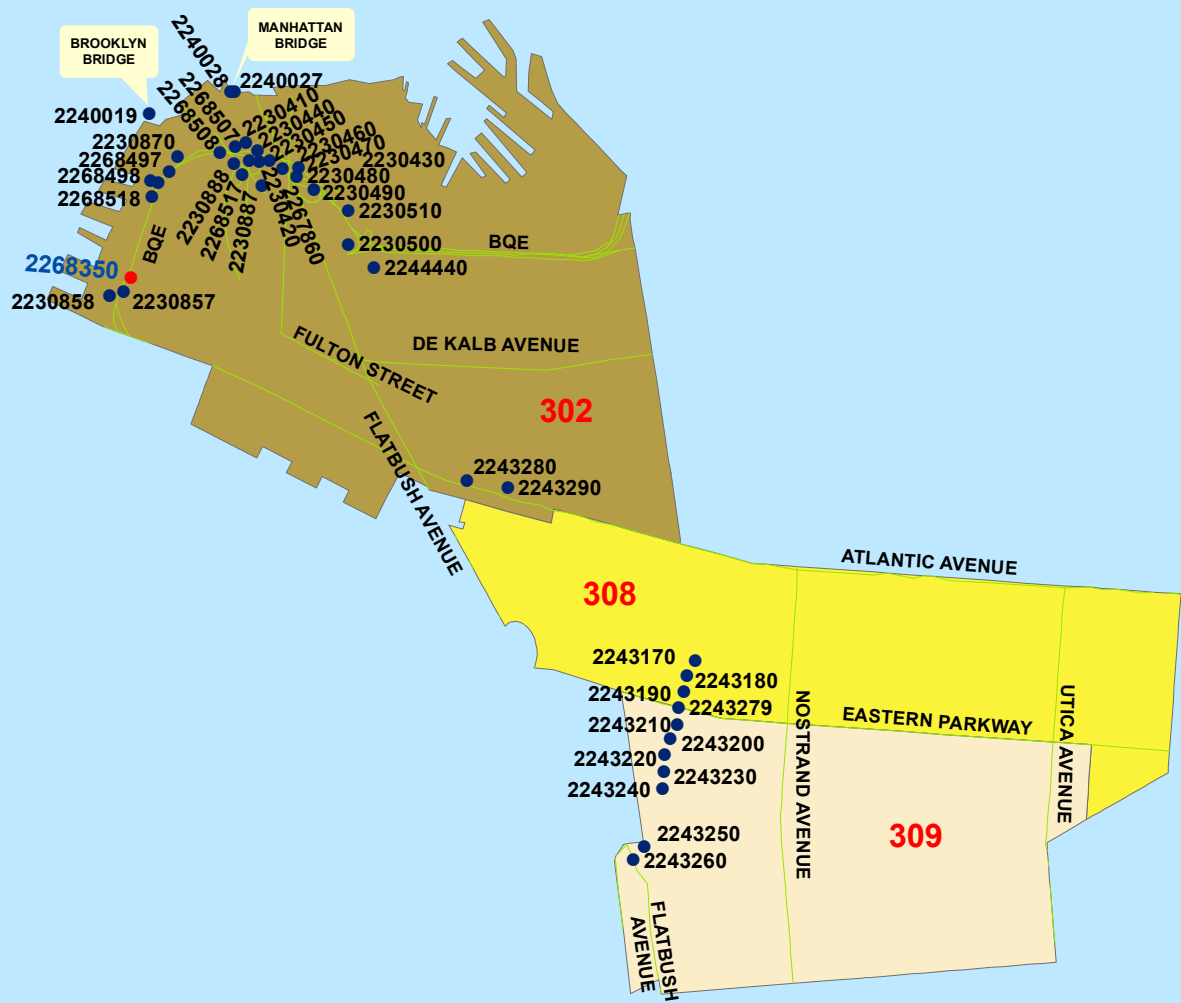 BROOKLYN
BRIDGE
MANHATTAN
BRIDGE
2240028
2240027
2240019
2268507
2268508
2230410
2230440
2230450
2230460
2230470
2230430
2230870
2268497
2268498
2268518
2230480
2230490
2230510
2230888
2268517
2230887
2230420
2267860
2230500
2244440
BQE
BQE
2268350
2230858
2230857
FULTON STREET
DE KALB AVENUE
302
FLATBUSH AVENUE
2243280
2243290
ATLANTIC AVENUE
308
2243170
2243180
2243190
2243279
2243210
2243200
2243220
2243230
2243240
NOSTRAND AVENUE
EASTERN PARKWAY
UTICA AVENUE
309
2243250
2243260
FLATBUSH
AVENUE